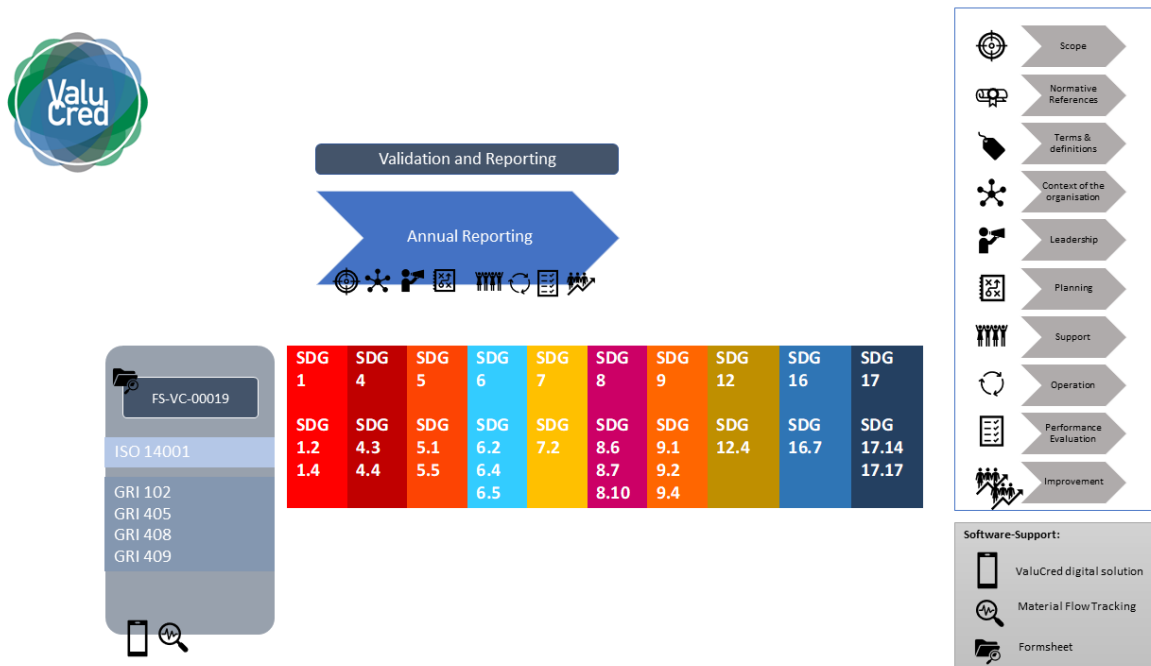 Valu
Cred
Validation and Reporting
Annual Reporting
FS-VC-00019
ISO 14001
GRI 102
GRI 405
GRI 408
GRI 409
SDG
1
SDG
1.2
1.4
SDG
4
SDG
4.3
4.4
SDG
5
SDG
5.1
5.5
SDG
6
SDG
6.2
6.4
6.5
SDG
7
SDG
7.2
SDG
8
SDG
8.6
8.7
8.10
SDG
9
SDG
9.1
9.2
9.4
SDG
12
SDG
12.4
SDG
16
SDG
16.7
SDG
17
SDG
17.14
17.17
Scope
Normative
References
Terms &
definitions
Context of the
organisation
Leadership
Planning
Support
Operation
Performance
Evaluation
Improvement
Software-Support:
ValuCred digital solution
Material Flow Tracking
Formsheet